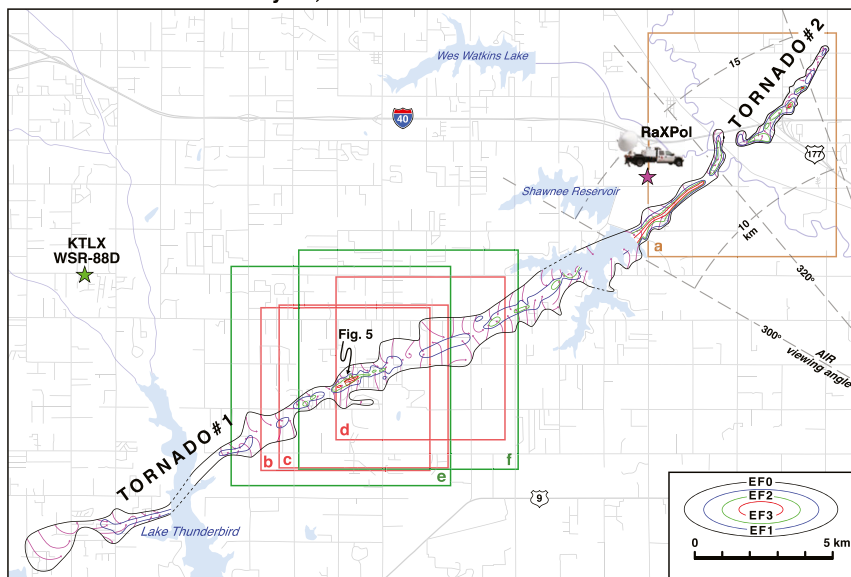 Wes Watkins Lake
15
TORNADO#2
40
RaXPol
177
Shawnee Reservoir
KTLX
WSR-88D
a
10
km
320°
300°
AIR
viewing angle
Fig. 5
TORNADO#1
d
b
c
e
f
9
Lake Thunderbird
EF0
EF2
EF3
EF1
0
5 km